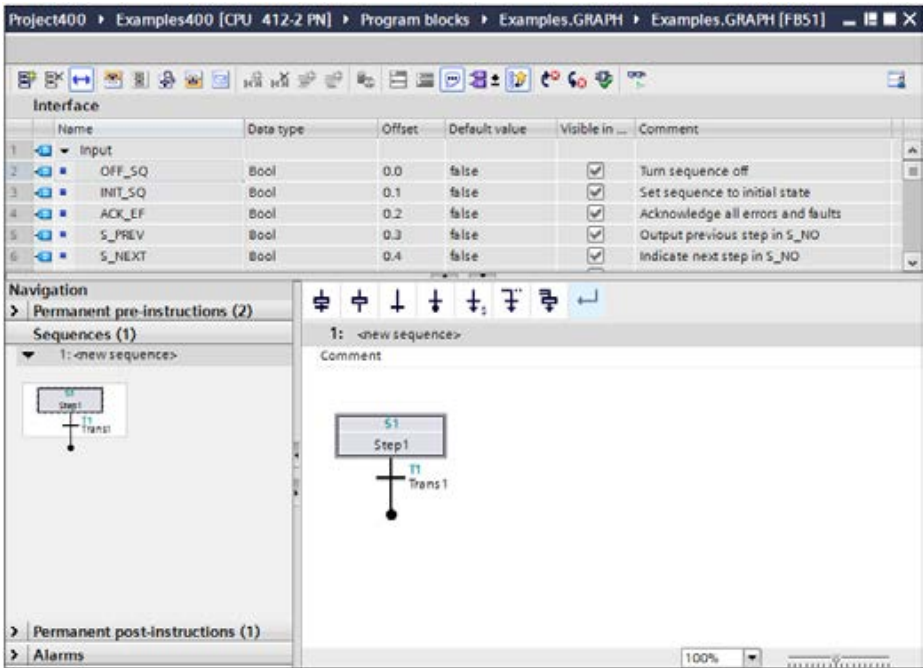 Project400 ▸ Examples400 [CPU 412-2 PN] ▸ Program blocks ▸ Examples.GRAPH ▸ Examples.GRAPH [FB51]
Interface
Name Data type Offset Default value Visible in ... Comment
1 Input
2 OFF_SQ Bool 0.0 false Turn sequence off
3 INIT_SQ Bool 0.1 false Set sequence to initial state
4 ACK_EF Bool 0.2 false Acknowledge all errors and faults
5 S_PREV Bool 0.3 false Output previous step in S_NO
6 S_NEXT Bool 0.4 false Indicate next step in S_NO
Navigation
Permanent pre-instructions (2)
Sequences (1)
1: <new sequence>
S1
Step1
T1
Trans1
Permanent post-instructions (1)
Alarms
1: <new sequence>
Comment
S1
Step1
T1
Trans1
100%